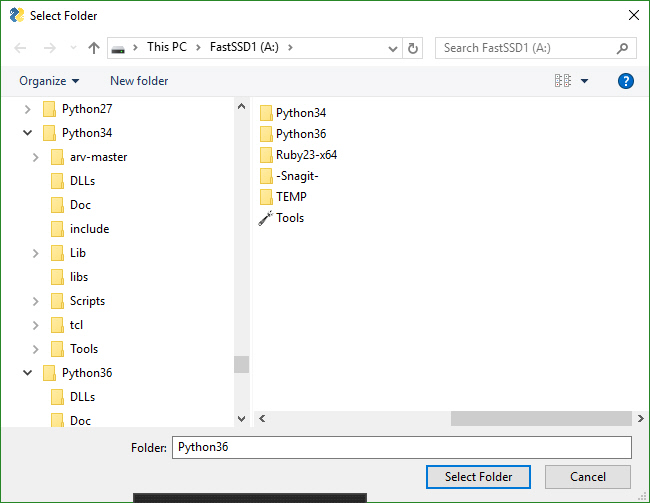 Select Folder
This PC > FastSSD1 (A:) >
Search FastSSD1 (A:)
Organize
New folder
?
Python27
Python34
arv-master
DLLs
Doc
include
Lib
libs
Scripts
tcl
Tools
Python36
DLLs
Doc
Python34
Python36
Ruby23-x64
-Snagit-
TEMP
Tools
Folder: Python36
Select Folder
Cancel